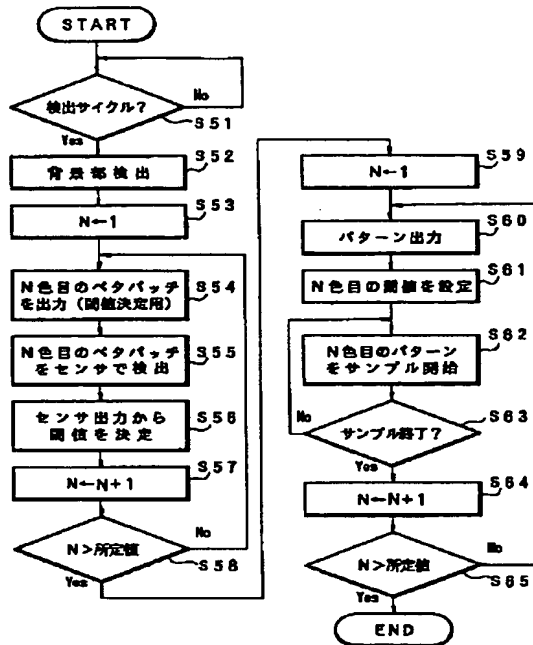 START
検出サイクル?
No
S51
Yes
背景部検出
S52
N←1
S53
N色目のベタパッチ
を出力(閾値決定用)
S54
N色目のベタパッチ
をセンサで検出
S55
センサ出力から
閾値を決定
S56
N←N+1
S57
N>所定値
No
S58
Yes
N←1
S59
パターン出力
S60
N色目の閾値を設定
S61
N色目のパターン
をサンプル開始
S62
No
サンプル終了?
S63
Yes
N←N+1
S64
N>所定値
No
S65
Yes
END